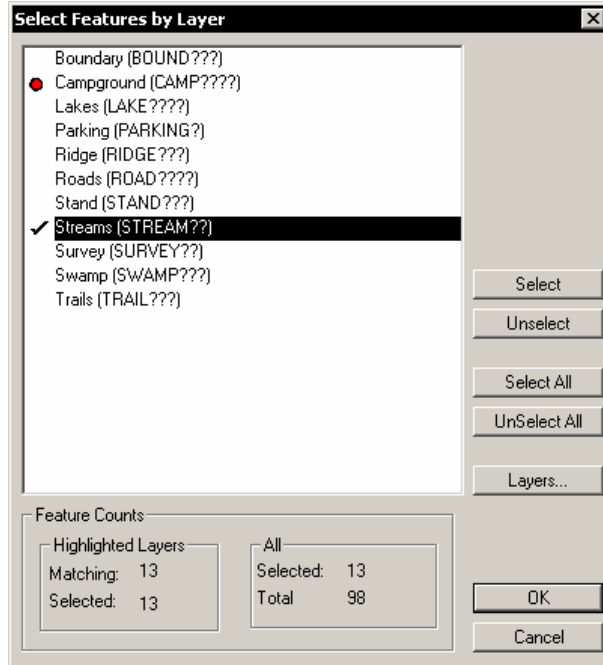 Select Features by Layer
Boundary (BOUND???)
Campground (CAMP????)
Lakes (LAKE????)
Parking (PARKING?)
Ridge (RIDGE???)
Roads (ROAD????)
Stand (STAND???)
Streams (STREAM??)
Survey (SURVEY??)
Swamp (SWAMP???)
Trails (TRAIL???)
Select
Unselect
Select All
UnSelect All
Layers...
Feature Counts
Highlighted Layers
Matching: 13
Selected: 13
All
Selected: 13
Total 98
OK
Cancel